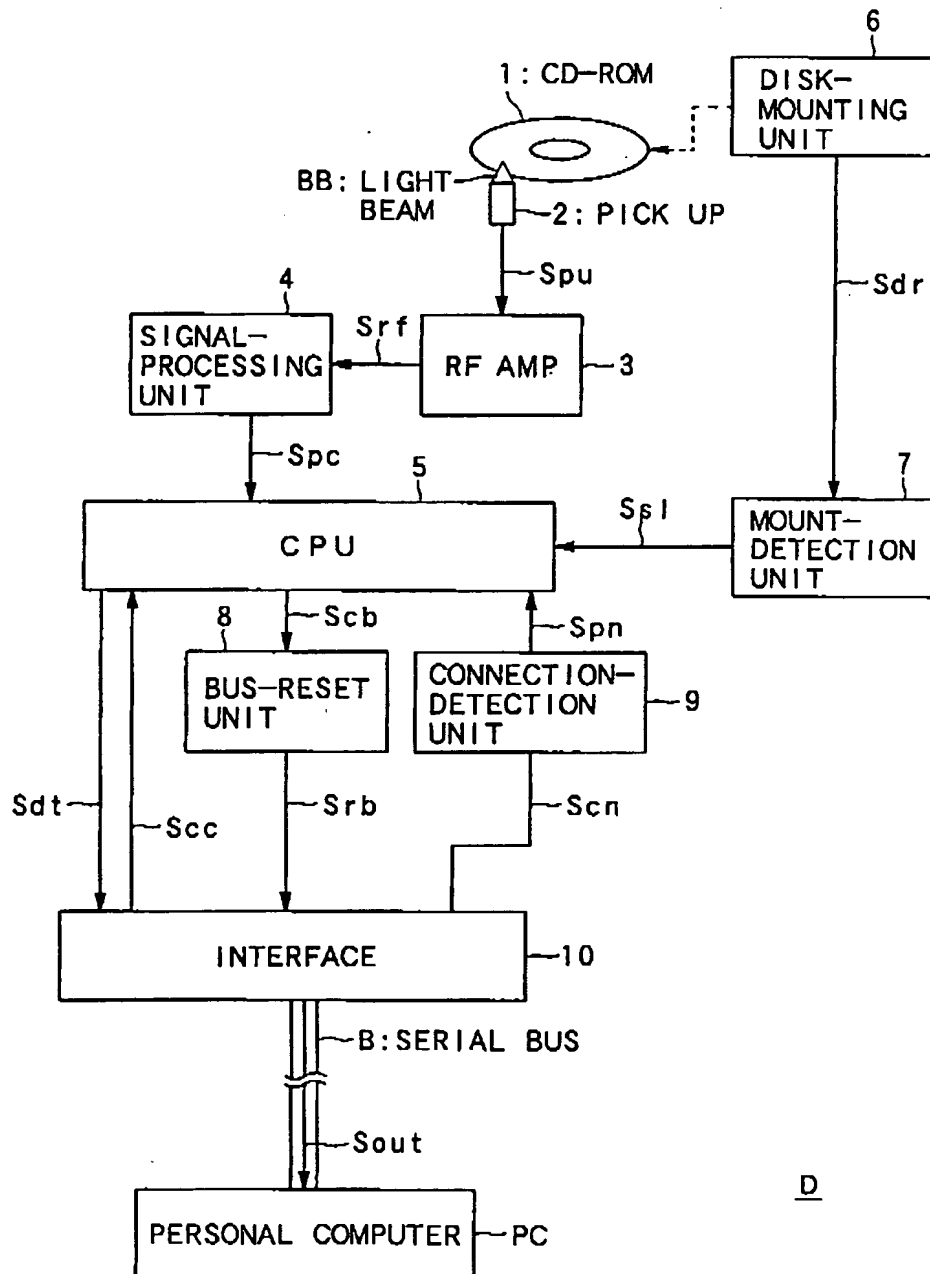 6
DISK-
MOUNTING
UNIT
1: CD-ROM
BB: LIGHT
BEAM
2: PICK UP
Spu
Sdr
4
SIGNAL-
PROCESSING
UNIT
Srf
RF AMP
3
Spc
5
CPU
Ssl
7
MOUNT-
DETECTION
UNIT
8
Scb
BUS-RESET
UNIT
Spn
CONNECTION-
DETECTION
UNIT
9
Sdt
Scc
Srb
Scn
INTERFACE
10
B: SERIAL BUS
Sout
D
PERSONAL COMPUTER
PC